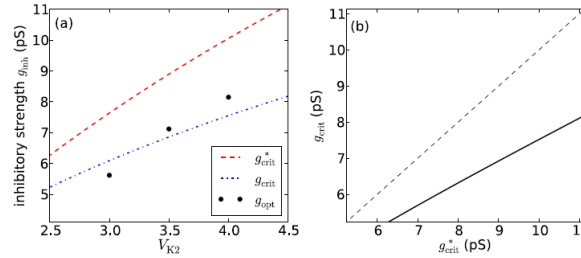 (a)
inhibitory strength g_inh (pS)
11
10
9
8
7
6
5
2.5 3.0 3.5 4.0 4.5
V_K2
g*_crit
g_crit
g_opt
(b)
g_crit (pS)
11
10
9
8
7
6
6 7 8 9 10 11
g*_crit (pS)